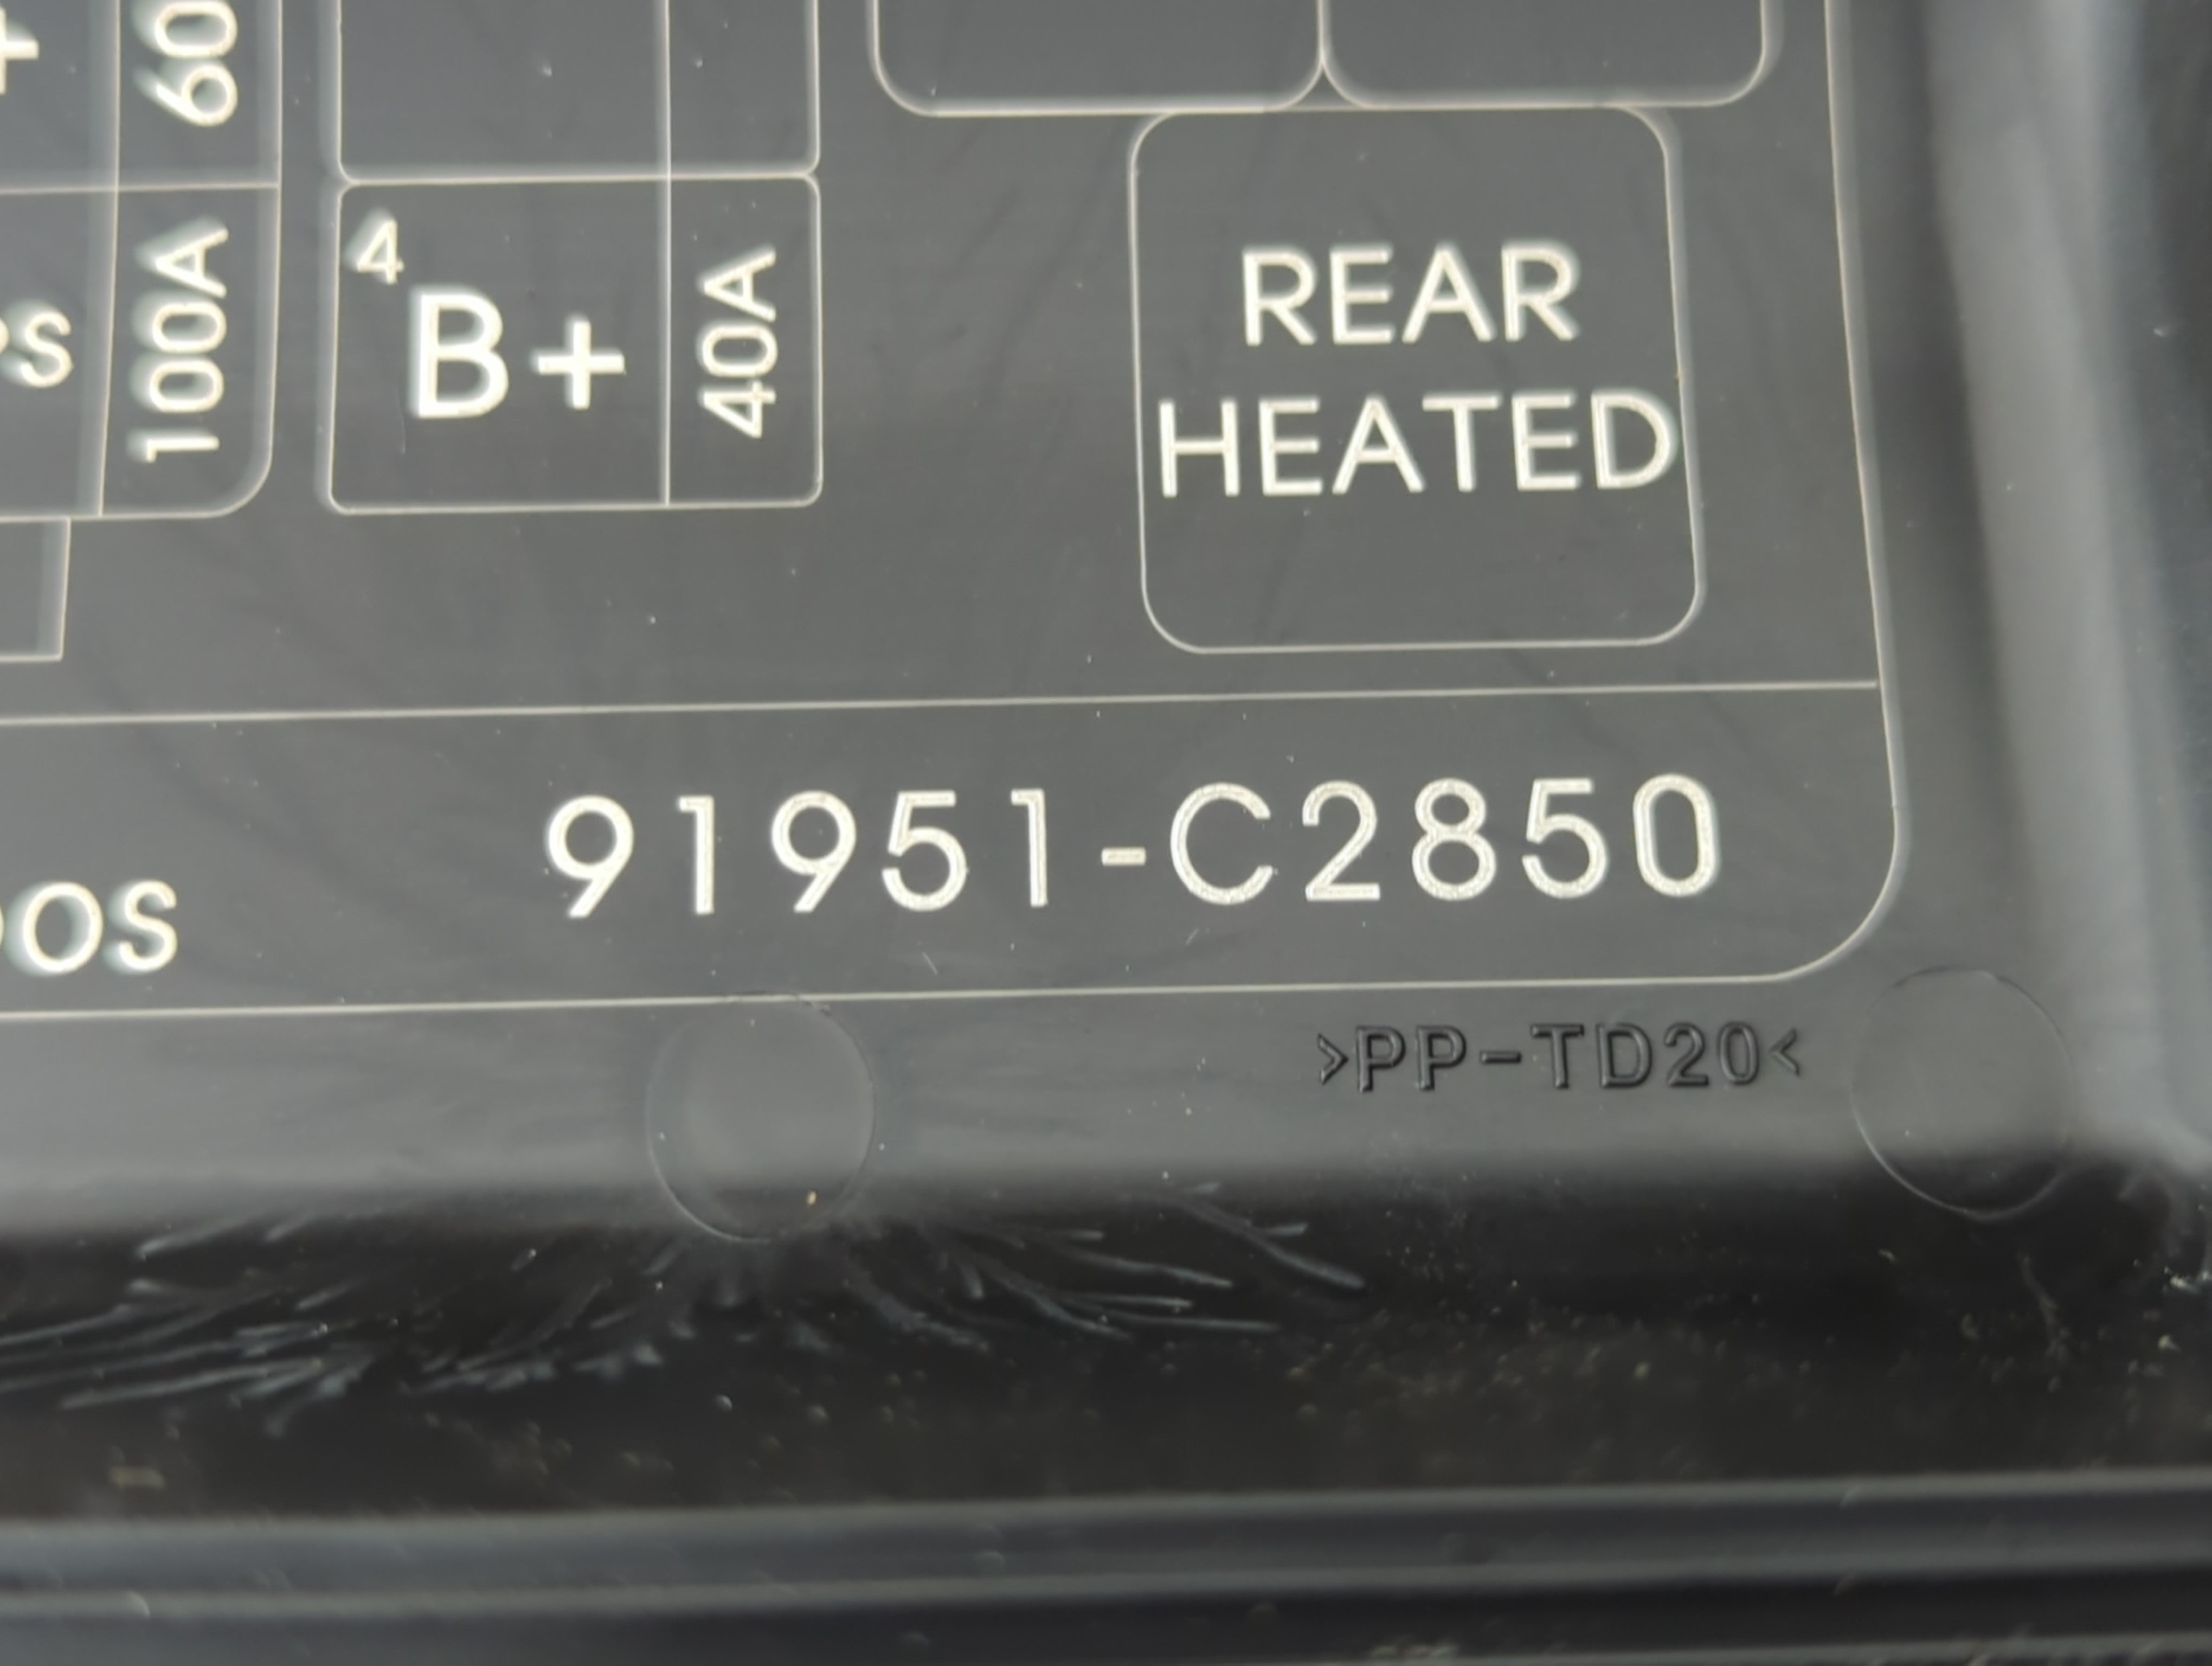 60
100A
4
B+
40A
REAR
HEATED
91951-C2850
>PP-TD20<